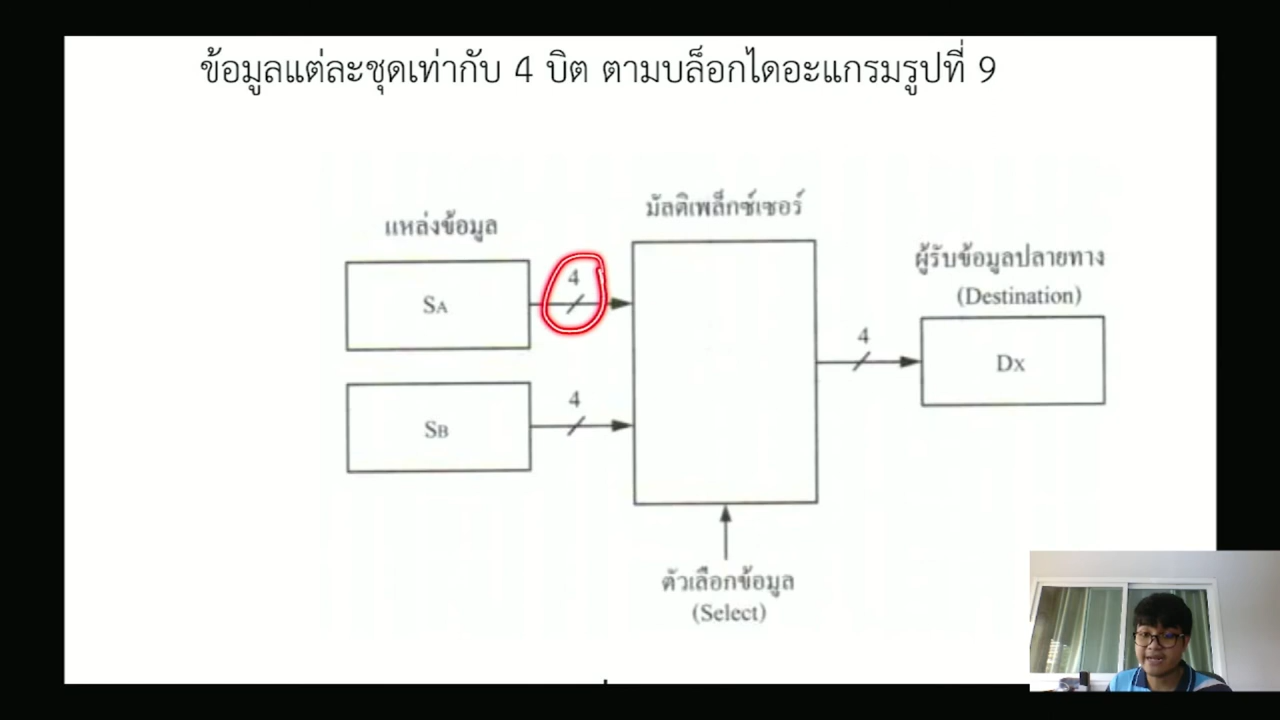 ข้อมูลแต่ละชุดเท่ากับ 4 บิต ตามบล็อกไดอะแกรมรูปที่ 9
มัลติเพล็กซ์เซอร์
แหล่งข้อมูล
ผู้รับข้อมูลปลายทาง
(Destination)
4
SA
4
DX
4
SB
ตัวเลือกข้อมูล
(Select)